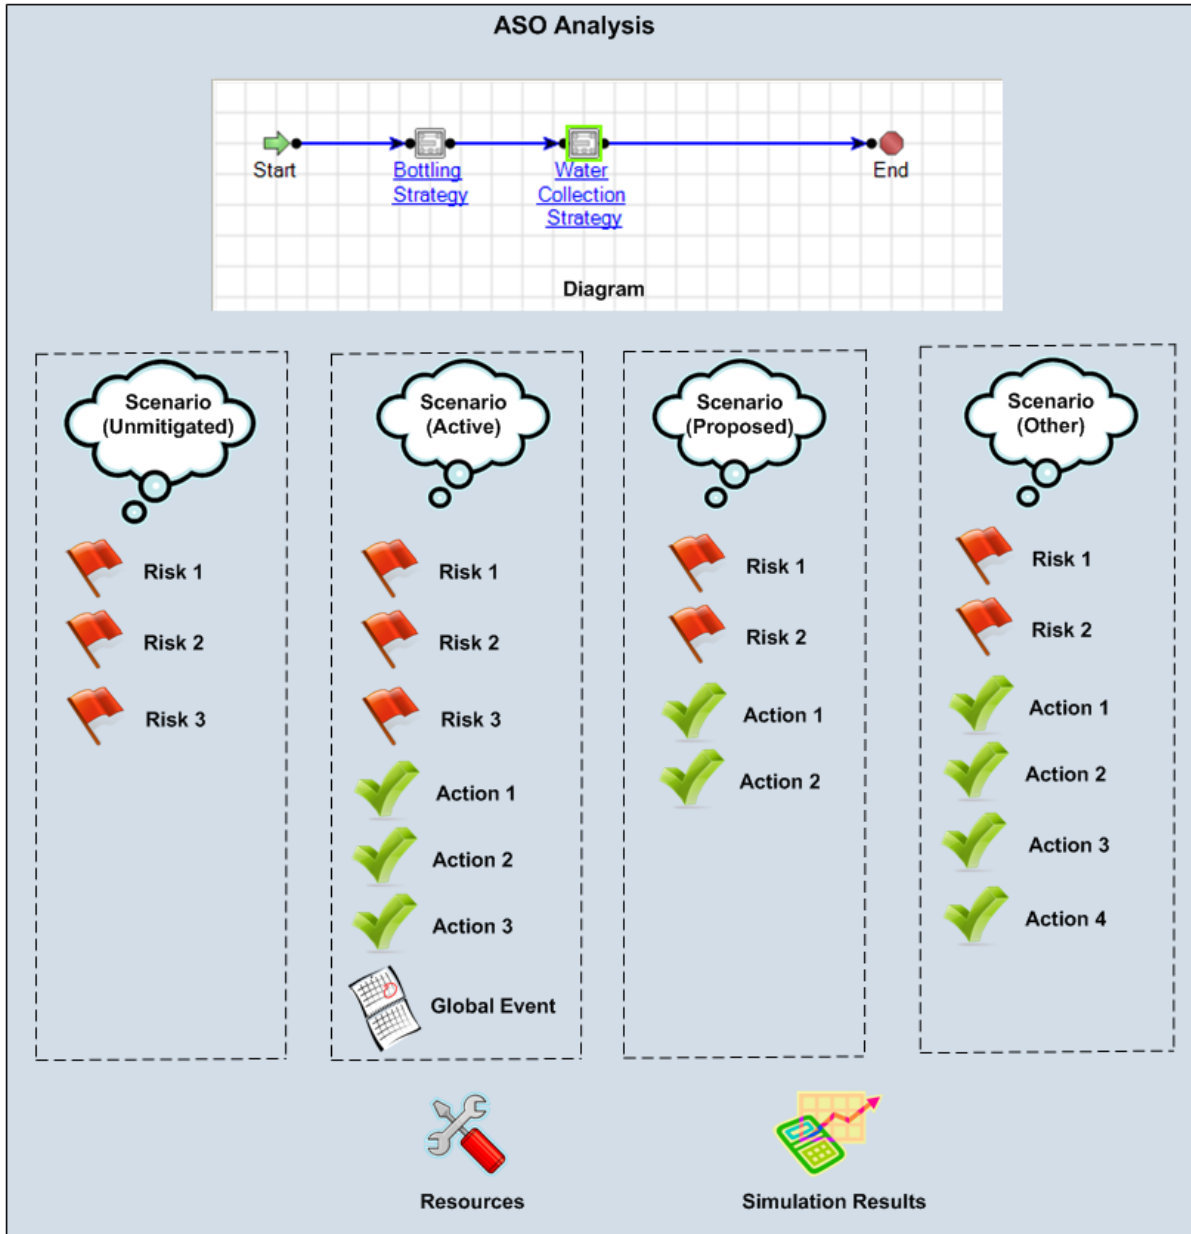 ASO Analysis
Start
Bottling
Strategy
Water
Collection
Strategy
End
Diagram
Scenario
(Unmitigated)
Risk 1
Risk 2
Risk 3
Scenario
(Active)
Risk 1
Risk 2
Risk 3
Action 1
Action 2
Action 3
Global Event
Scenario
(Proposed)
Risk 1
Risk 2
Action 1
Action 2
Scenario
(Other)
Risk 1
Risk 2
Action 1
Action 2
Action 3
Action 4
Resources
Simulation Results